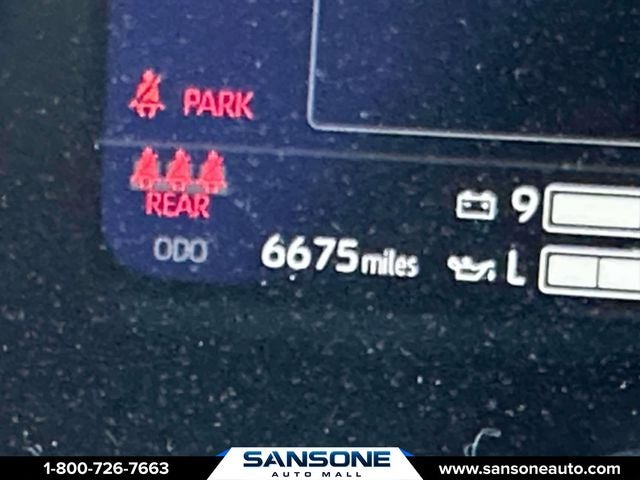 PARK
REAR
ODO 6675 miles
9
L
1-800-726-7663
SANSONE
AUTO MALL
www.sansoneauto.com